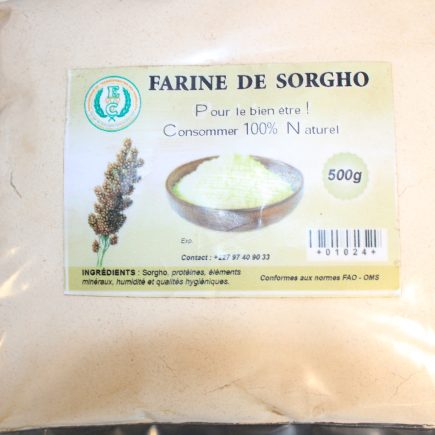 FARINE DE SORGHO
Pour le bien être !
Consommer 100% Naturel
500g
Exp.
Contact : +227 97 40 90 33
+01024+
INGRÉDIENTS : Sorgho, protéines, éléments
minéraux, humidité et qualités hygiéniques.
Conformes aux normes FAO - OMS